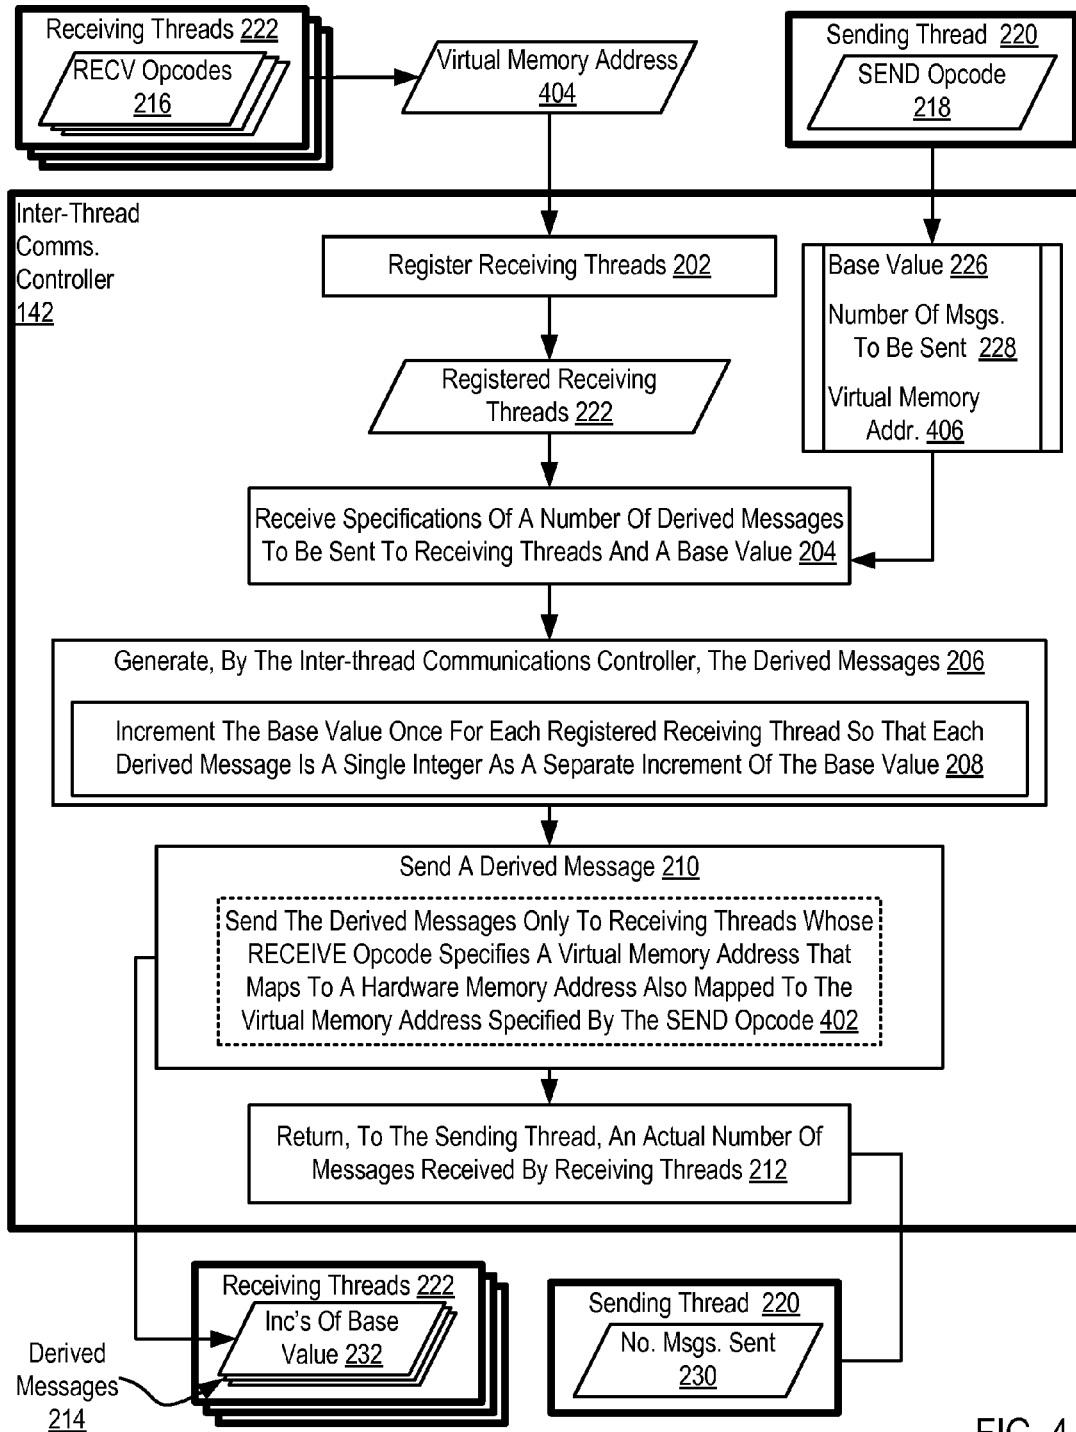 Receiving Threads 222
RECV Opcodes
216
Virtual Memory Address
404
Sending Thread 220
SEND Opcode
218
Inter-Thread
Comms.
Controller
142
Register Receiving Threads 202
Base Value 226
Number Of Msgs.
To Be Sent 228
Virtual Memory
Addr. 406
Registered Receiving
Threads 222
Receive Specifications Of A Number Of Derived Messages
To Be Sent To Receiving Threads And A Base Value 204
Generate, By The Inter-thread Communications Controller, The Derived Messages 206
Increment The Base Value Once For Each Registered Receiving Thread So That Each
Derived Message Is A Single Integer As A Separate Increment Of The Base Value 208
Send A Derived Message 210
Send The Derived Messages Only To Receiving Threads Whose
RECEIVE Opcode Specifies A Virtual Memory Address That
Maps To A Hardware Memory Address Also Mapped To The
Virtual Memory Address Specified By The SEND Opcode 402
Return, To The Sending Thread, An Actual Number Of
Messages Received By Receiving Threads 212
Receiving Threads 222
Inc's Of Base
Value 232
Sending Thread 220
No. Msgs. Sent
230
Derived
Messages
214
FIG. 4